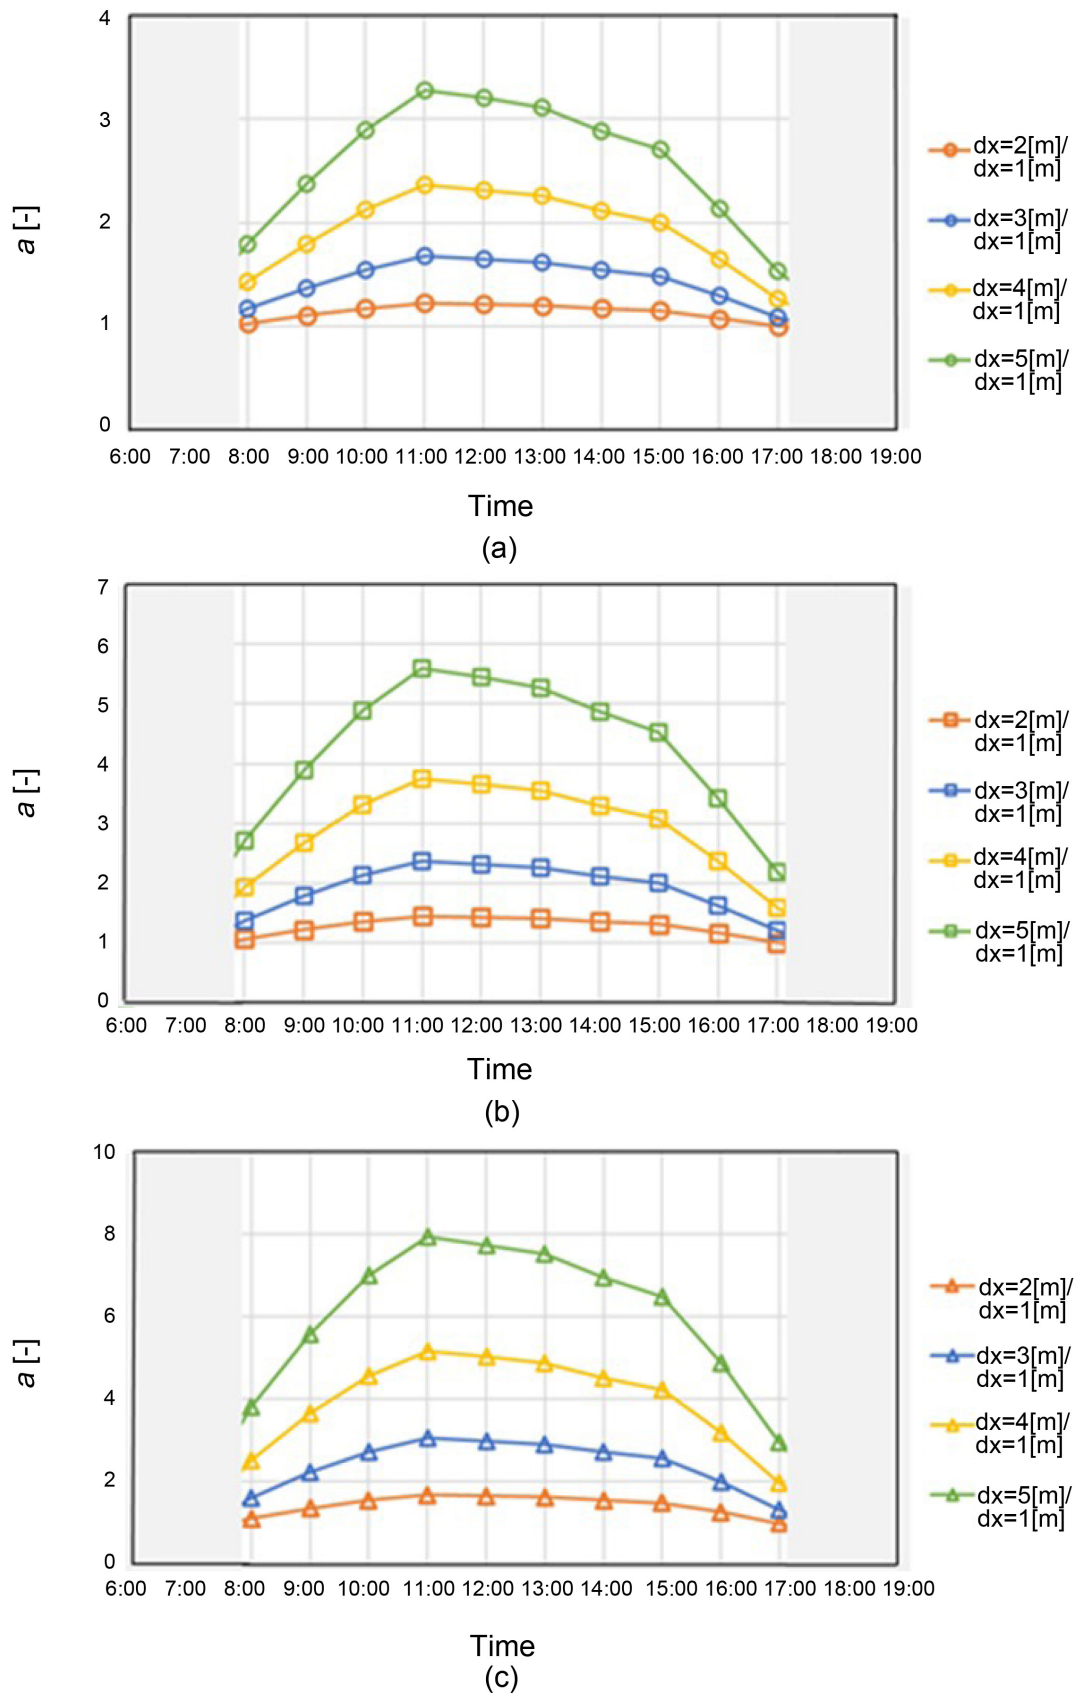 4
3
2
1
0
a [-]
6:00 7:00 8:00 9:00 10:00 11:00 12:00 13:00 14:00 15:00 16:00 17:00 18:00 19:00
Time
(a)
dx=2[m]/
dx=1[m]
dx=3[m]/
dx=1[m]
dx=4[m]/
dx=1[m]
dx=5[m]/
dx=1[m]
7
6
5
4
3
2
1
0
a [-]
6:00 7:00 8:00 9:00 10:00 11:00 12:00 13:00 14:00 15:00 16:00 17:00 18:00 19:00
Time
(b)
dx=2[m]/
dx=1[m]
dx=3[m]/
dx=1[m]
dx=4[m]/
dx=1[m]
dx=5[m]/
dx=1[m]
10
8
6
4
2
0
a [-]
6:00 7:00 8:00 9:00 10:00 11:00 12:00 13:00 14:00 15:00 16:00 17:00 18:00 19:00
Time
(c)
dx=2[m]/
dx=1[m]
dx=3[m]/
dx=1[m]
dx=4[m]/
dx=1[m]
dx=5[m]/
dx=1[m]